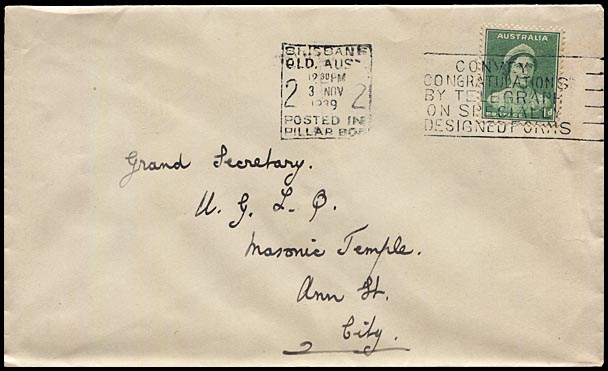 BRISBANE
QLD. AUST
12 30PM
2 3 NOV 2
1939
POSTED IN
PILLAR BOX
AUSTRALIA
CONVEY
CONGRATULATIONS
BY TELEGRAM
ON SPECIALLY
DESIGNED FORMS
Grand Secretary.
U. G. L. Q.
Masonic Temple.
Ann St.
City.